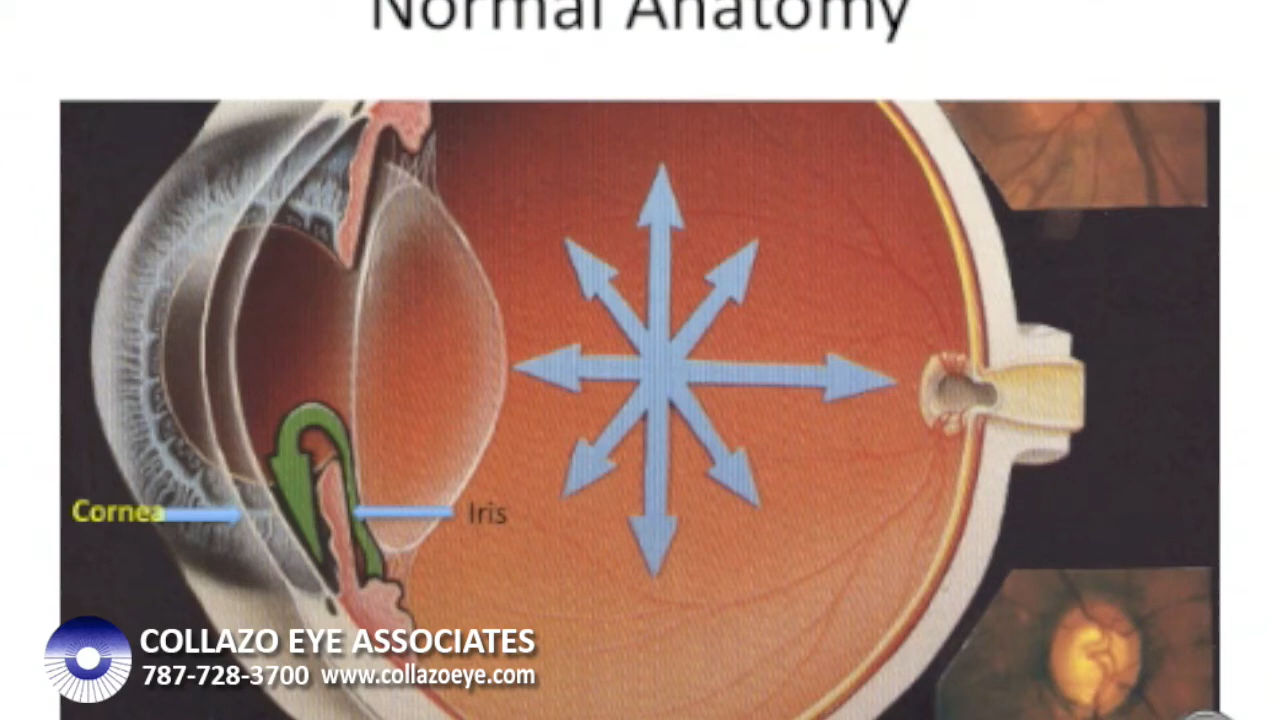 Normal Anatomy
Cornea
Iris
COLLAZO EYE ASSOCIATES
787-728-3700 www.collazoeye.com